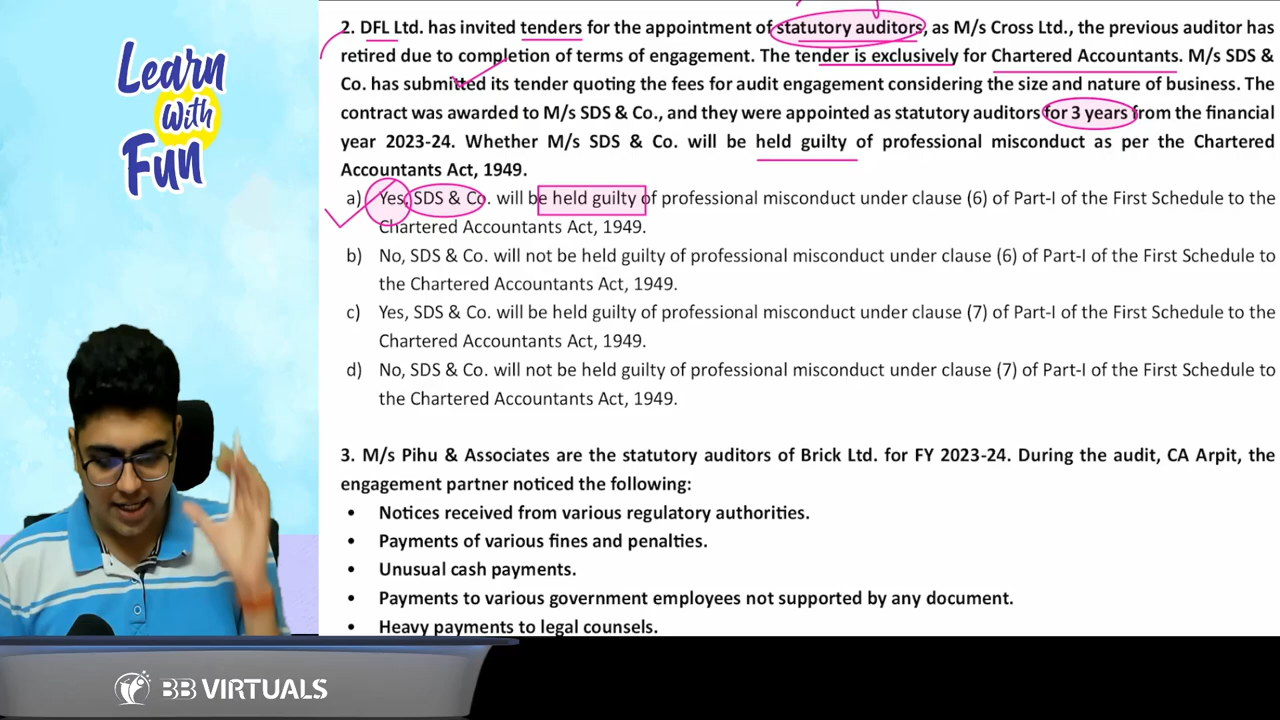 Learn
With
Fun
2. DFL Ltd. has invited tenders for the appointment of statutory auditors, as M/s Cross Ltd., the previous auditor has
retired due to completion of terms of engagement. The tender is exclusively for Chartered Accountants. M/s SDS &
Co. has submitted its tender quoting the fees for audit engagement considering the size and nature of business. The
contract was awarded to M/s SDS & Co., and they were appointed as statutory auditors for 3 years from the financial
year 2023-24. Whether M/s SDS & Co. will be held guilty of professional misconduct as per the Chartered
Accountants Act, 1949.
a) Yes, SDS & Co. will be held guilty of professional misconduct under clause (6) of Part-I of the First Schedule to the
Chartered Accountants Act, 1949.
b) No, SDS & Co. will not be held guilty of professional misconduct under clause (6) of Part-I of the First Schedule to
the Chartered Accountants Act, 1949.
c) Yes, SDS & Co. will be held guilty of professional misconduct under clause (7) of Part-I of the First Schedule to the
Chartered Accountants Act, 1949.
d) No, SDS & Co. will not be held guilty of professional misconduct under clause (7) of Part-I of the First Schedule to
the Chartered Accountants Act, 1949.
3. M/s Pihu & Associates are the statutory auditors of Brick Ltd. for FY 2023-24. During the audit, CA Arpit, the
engagement partner noticed the following:
• Notices received from various regulatory authorities.
• Payments of various fines and penalties.
• Unusual cash payments.
• Payments to various government employees not supported by any document.
• Heavy payments to legal counsels.
BB VIRTUALS